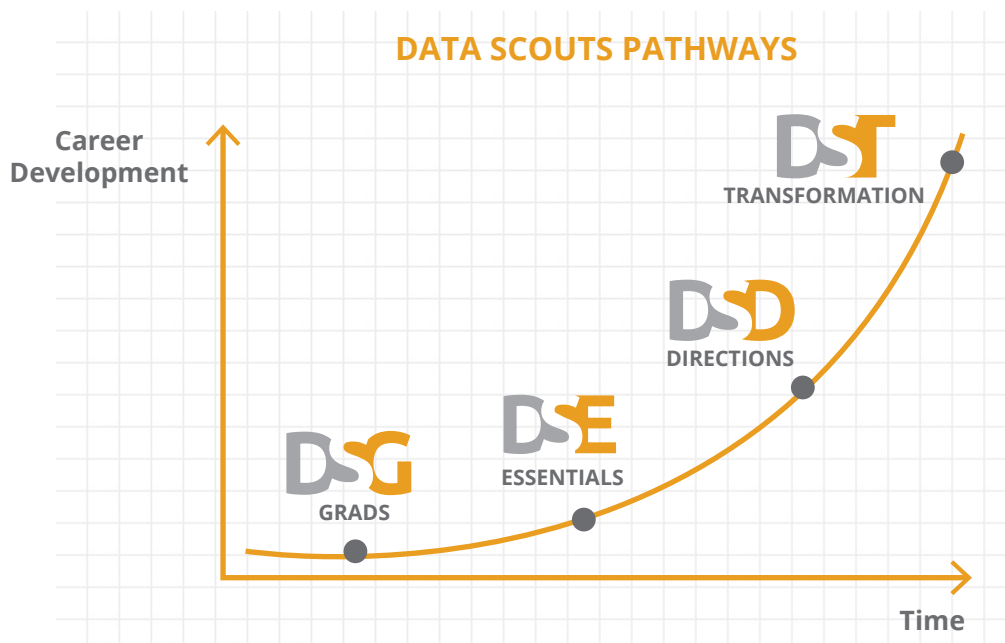 DATA SCOUTS PATHWAYS
Career
Development
DST
TRANSFORMATION
DSD
DIRECTIONS
DSE
ESSENTIALS
DSG
GRADS
Time